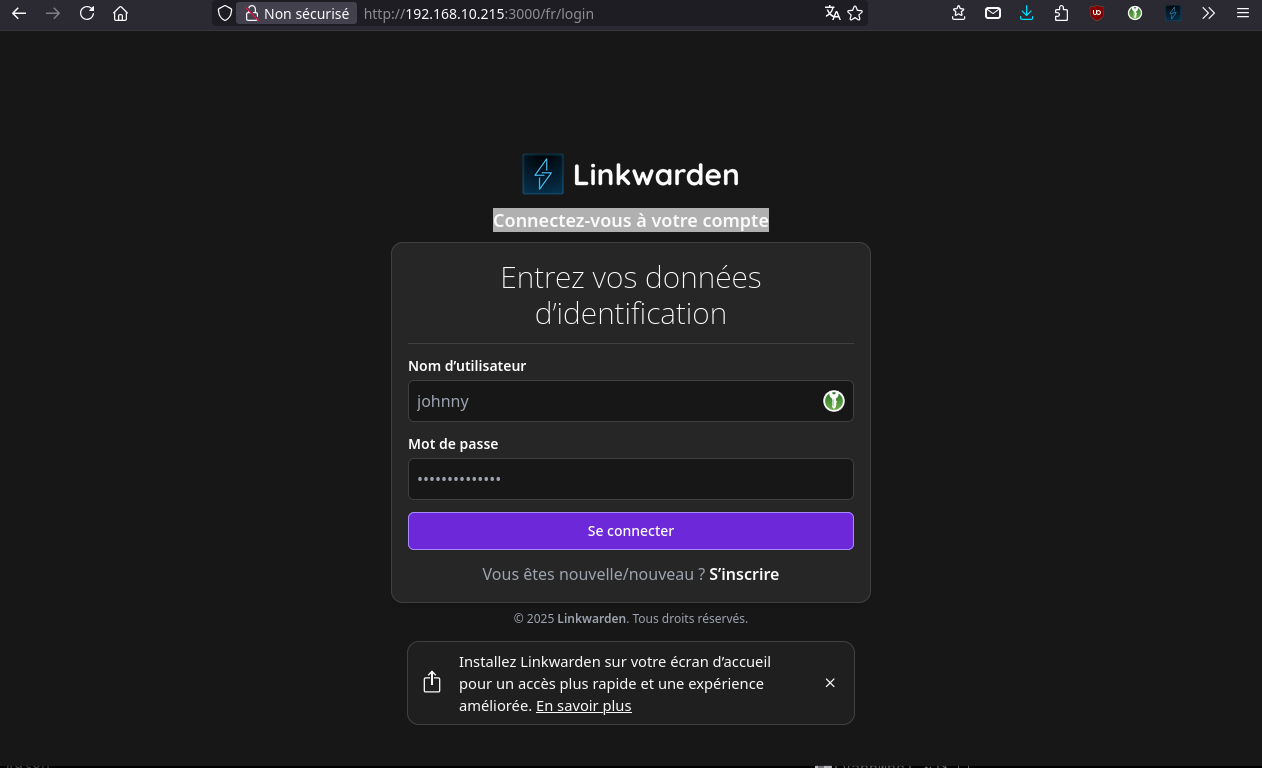 Non sécurisé http://192.168.10.215:3000/fr/login
Linkwarden
Connectez-vous à votre compte
Entrez vos données
d’identification
Nom d’utilisateur
johnny
Mot de passe
••••••••••••••
Se connecter
Vous êtes nouvelle/nouveau ? S’inscrire
© 2025 Linkwarden. Tous droits réservés.
Installez Linkwarden sur votre écran d’accueil
pour un accès plus rapide et une expérience
améliorée. En savoir plus